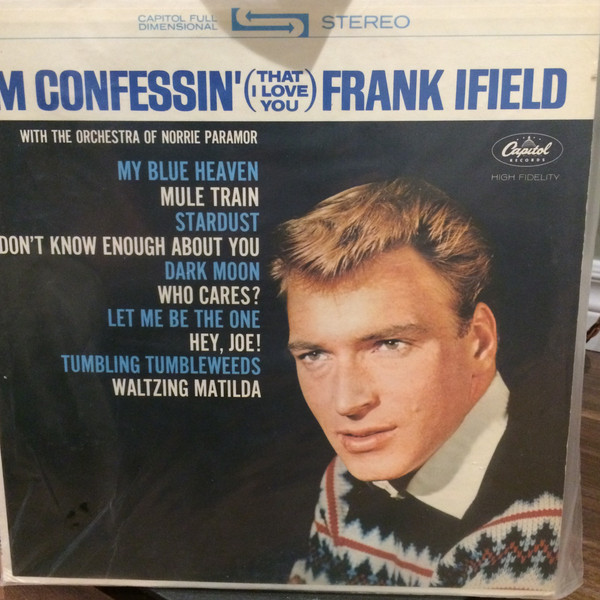 CAPITOL FULL
DIMENSIONAL
STEREO
M CONFESSIN' (THAT I LOVE YOU) FRANK IFIELD
WITH THE ORCHESTRA OF NORRIE PARAMOR
Capitol
RECORDS
HIGH FIDELITY
MY BLUE HEAVEN
MULE TRAIN
STARDUST
DON'T KNOW ENOUGH ABOUT YOU
DARK MOON
WHO CARES?
LET ME BE THE ONE
HEY, JOE!
TUMBLING TUMBLEWEEDS
WALTZING MATILDA